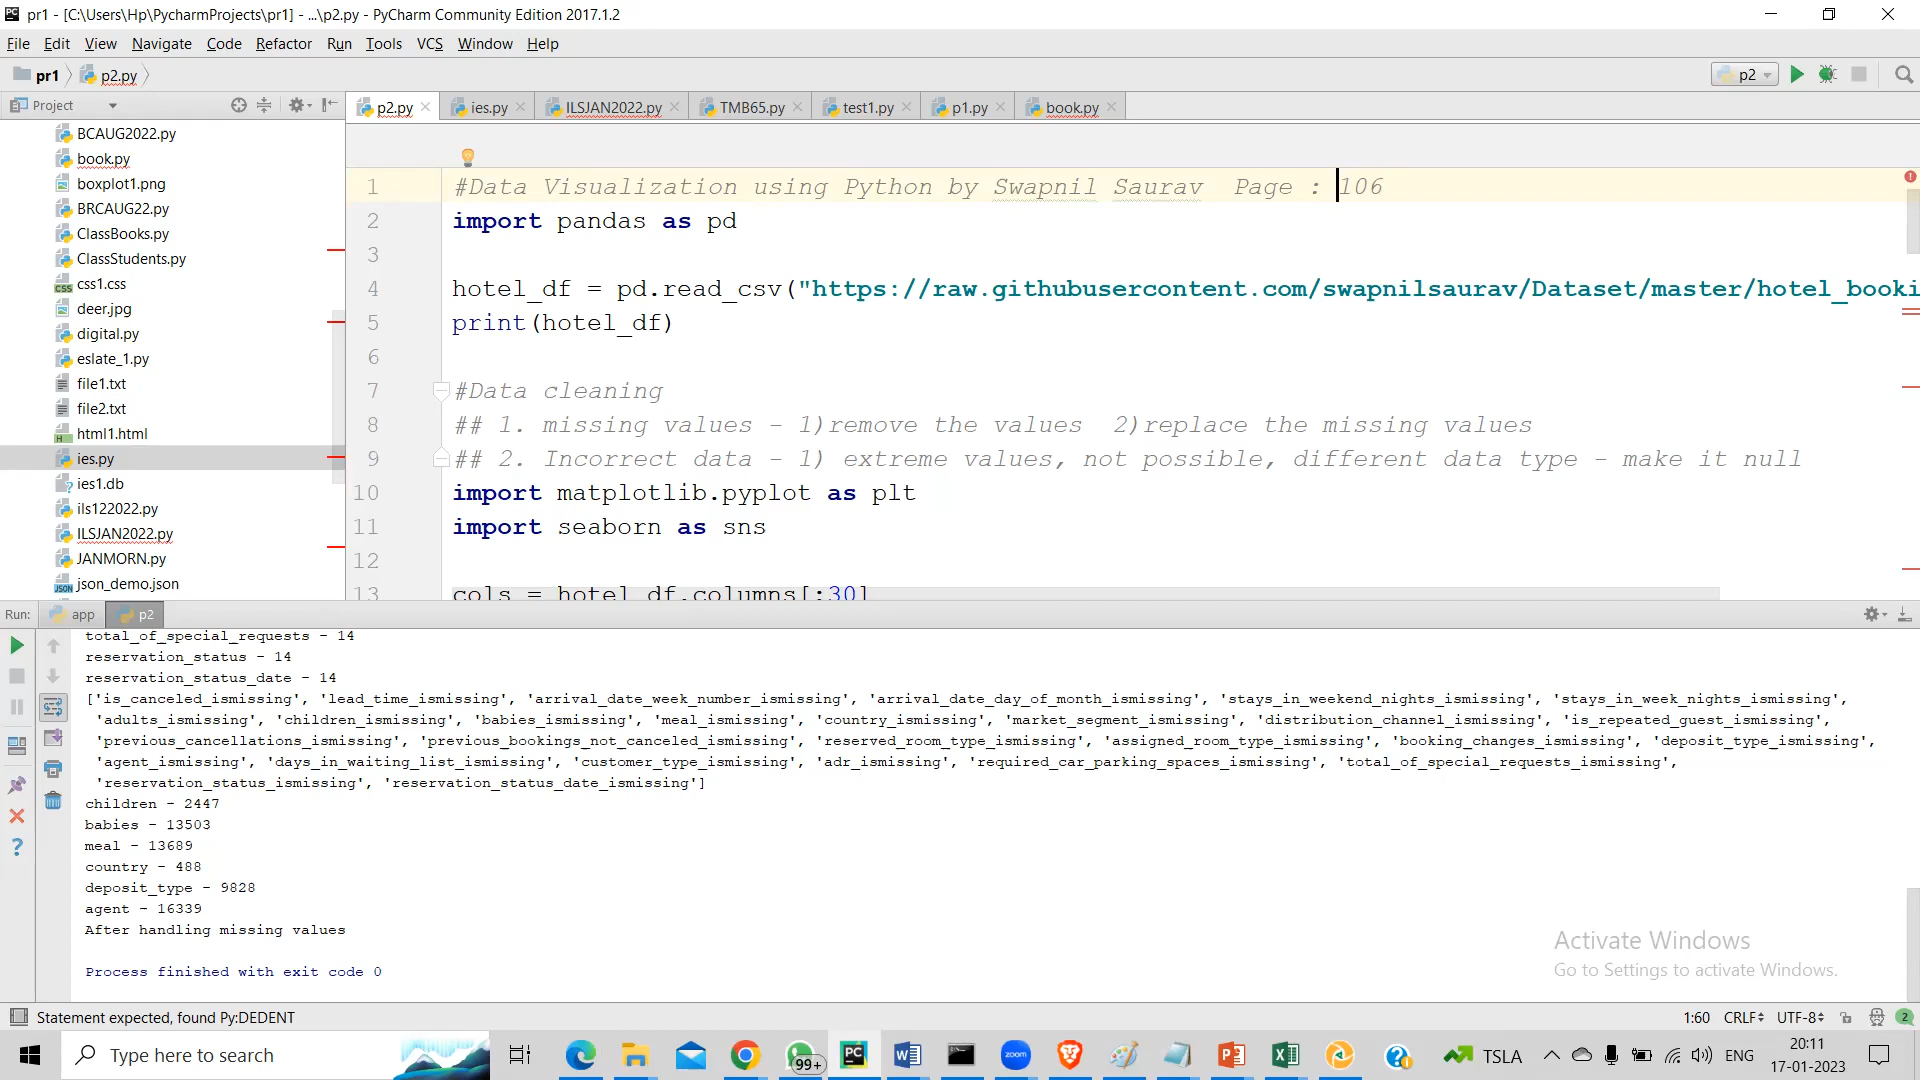 pr1 - [C:\Users\Hp\PycharmProjects\pr1] - ...\p2.py - PyCharm Community Edition 2017.1.2
File Edit View Navigate Code Refactor Run Tools VCS Window Help
pr1 p2.py p2
Project p2.py ies.py ILSJAN2022.py TMB65.py test1.py p1.py book.py
BCAUG2022.py
book.py
boxplot1.png
BRCAUG22.py
ClassBooks.py
ClassStudents.py
css1.css
deer.jpg
digital.py
eslate_1.py
file1.txt
file2.txt
html1.html
ies.py
ies1.db
ils122022.py
ILSJAN2022.py
JANMORN.py
json_demo.json
1 #Data Visualization using Python by Swapnil Saurav  Page : 106
2 import pandas as pd
3
4 hotel_df = pd.read_csv("https://raw.githubusercontent.com/swapnilsaurav/Dataset/master/hotel_booki
5 print(hotel_df)
6
7 #Data cleaning
8 ## 1. missing values - 1)remove the values  2)replace the missing values
9 ## 2. Incorrect data - 1) extreme values, not possible, different data type - make it null
10 import matplotlib.pyplot as plt
11 import seaborn as sns
12
13 cols = hotel_df.columns[:30]
Run: app p2
total_of_special_requests - 14
reservation_status - 14
reservation_status_date - 14
['is_canceled_ismissing', 'lead_time_ismissing', 'arrival_date_week_number_ismissing', 'arrival_date_day_of_month_ismissing', 'stays_in_weekend_nights_ismissing', 'stays_in_week_nights_ismissing',
'adults_ismissing', 'children_ismissing', 'babies_ismissing', 'meal_ismissing', 'country_ismissing', 'market_segment_ismissing', 'distribution_channel_ismissing', 'is_repeated_guest_ismissing',
'previous_cancellations_ismissing', 'previous_bookings_not_canceled_ismissing', 'reserved_room_type_ismissing', 'assigned_room_type_ismissing', 'booking_changes_ismissing', 'deposit_type_ismissing',
'agent_ismissing', 'days_in_waiting_list_ismissing', 'customer_type_ismissing', 'adr_ismissing', 'required_car_parking_spaces_ismissing', 'total_of_special_requests_ismissing',
'reservation_status_ismissing', 'reservation_status_date_ismissing']
children - 2447
babies - 13503
meal - 13689
country - 488
deposit_type - 9828
agent - 16339
After handling missing values
Process finished with exit code 0
Activate Windows
Go to Settings to activate Windows.
Statement expected, found Py:DEDENT 1:60 CRLF UTF-8 2
Type here to search 99+ zoom TSLA ENG 20:11
17-01-2023